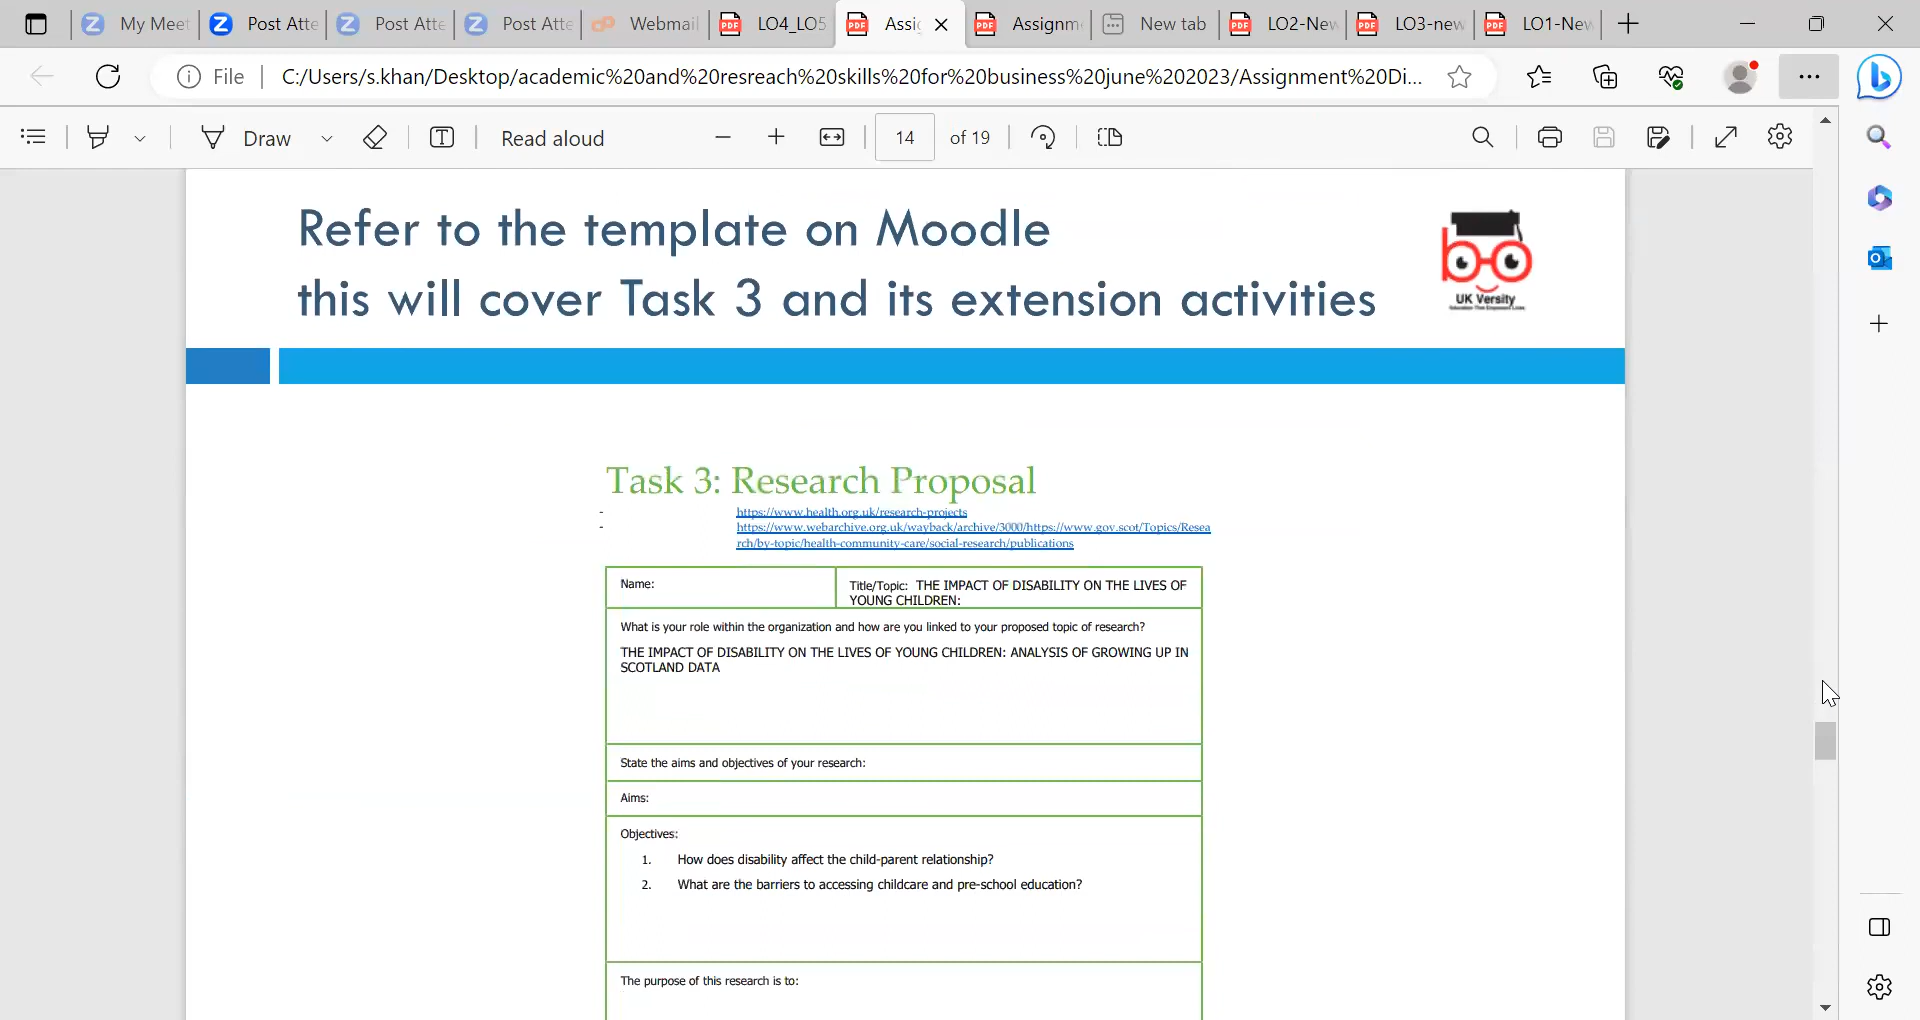 My Meet
Post Atte
Post Atte
Post Atte
Webmail
LO4_LO5
Assig
Assignm
New tab
LO2-New
LO3-new
LO1-New
File
C:/Users/s.khan/Desktop/academic%20and%20resreach%20skills%20for%20business%20june%202023/Assignment%20Di...
Draw
Read aloud
14
of 19
Refer to the template on Moodle
this will cover Task 3 and its extension activities
UK Versity
Education That Empowers Lives
Task 3: Research Proposal
- https://www.health.org.uk/research-projects
- https://www.webarchive.org.uk/wayback/archive/3000/https://www.gov.scot/Topics/Resea
rch/by-topic/health-community-care/social-research/publications
Name:
Title/Topic: THE IMPACT OF DISABILITY ON THE LIVES OF
YOUNG CHILDREN:
What is your role within the organization and how are you linked to your proposed topic of research?
THE IMPACT OF DISABILITY ON THE LIVES OF YOUNG CHILDREN: ANALYSIS OF GROWING UP IN
SCOTLAND DATA
State the aims and objectives of your research:
Aims:
Objectives:
1. How does disability affect the child-parent relationship?
2. What are the barriers to accessing childcare and pre-school education?
The purpose of this research is to: